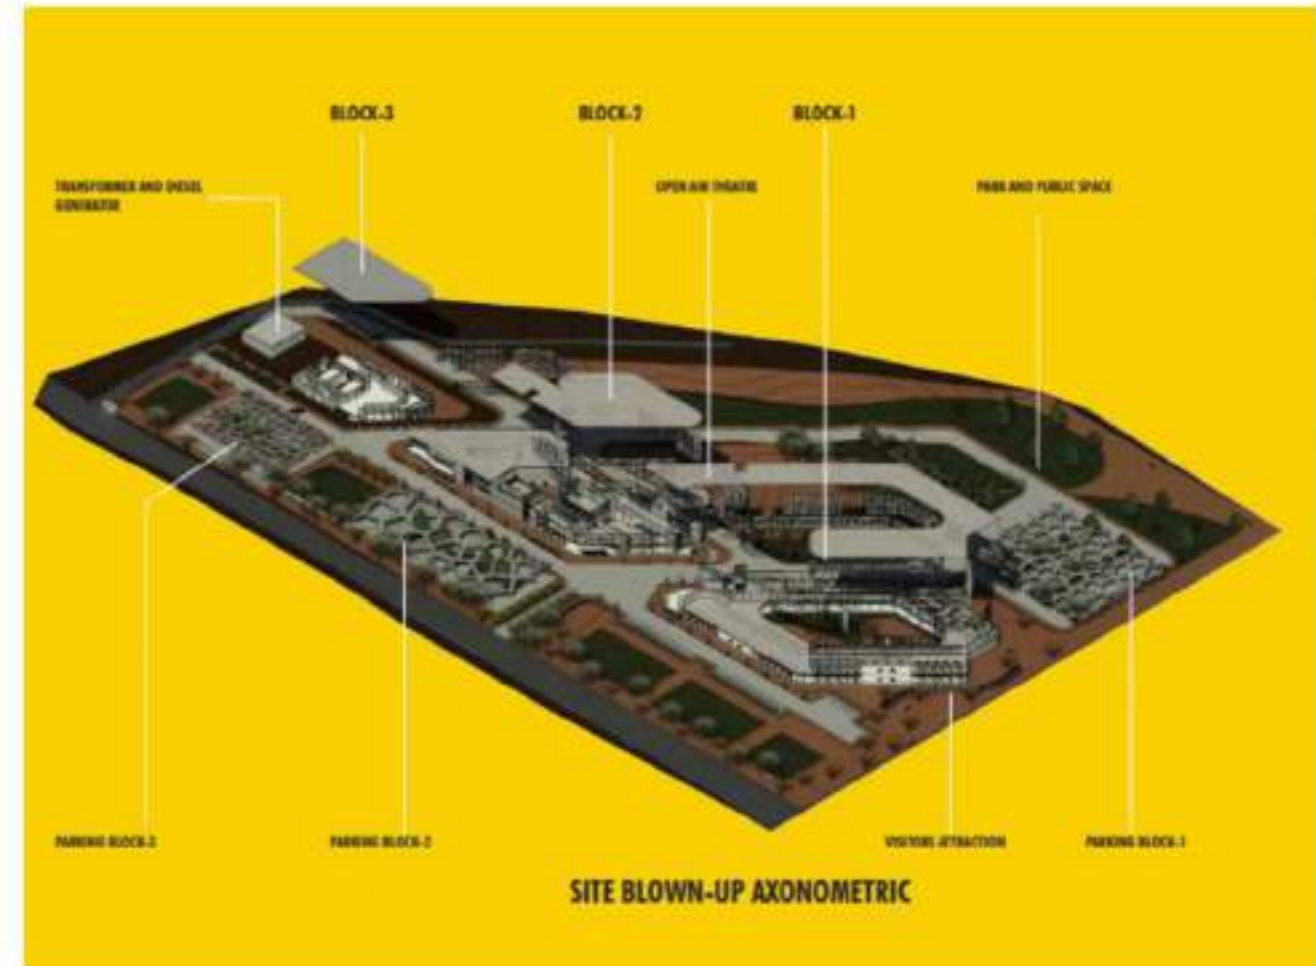 BLOCK-3
BLOCK-2
BLOCK-1
TRANSFORMER AND DIESEL
GENERATOR
OPEN AIR THEATRE
PARK AND PUBLIC SPACE
PARKING BLOCK-3
PARKING BLOCK-2
VISITORS ATTRACTION
PARKING BLOCK-1
SITE BLOWN-UP AXONOMETRIC